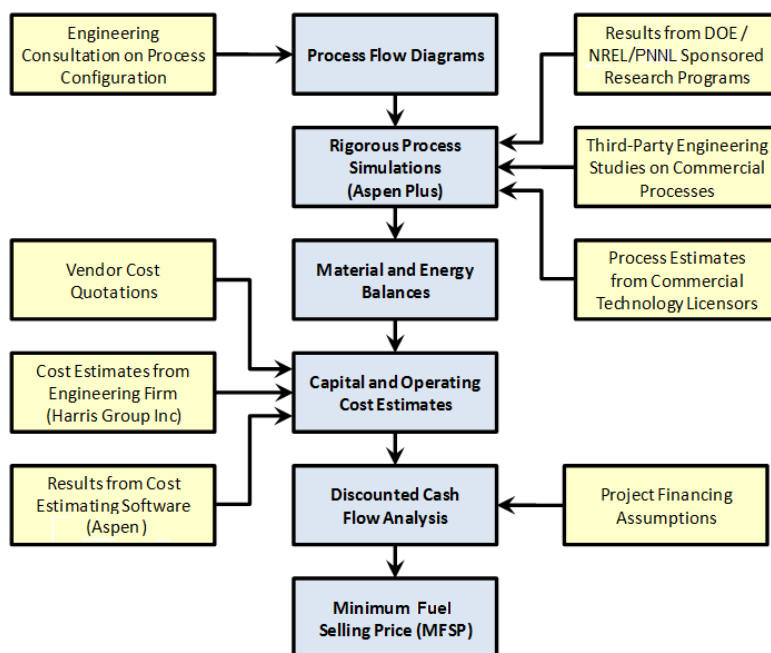 Engineering
Consultation on Process
Configuration
Process Flow Diagrams
Results from DOE /
NREL/PNNL Sponsored
Research Programs
Rigorous Process
Simulations
(Aspen Plus)
Third-Party Engineering
Studies on Commercial
Processes
Vendor Cost
Quotations
Material and Energy
Balances
Process Estimates
from Commercial
Technology Licensors
Cost Estimates from
Engineering Firm
(Harris Group Inc)
Capital and Operating
Cost Estimates
Results from Cost
Estimating Software
(Aspen )
Discounted Cash
Flow Analysis
Project Financing
Assumptions
Minimum Fuel
Selling Price (MFSP)